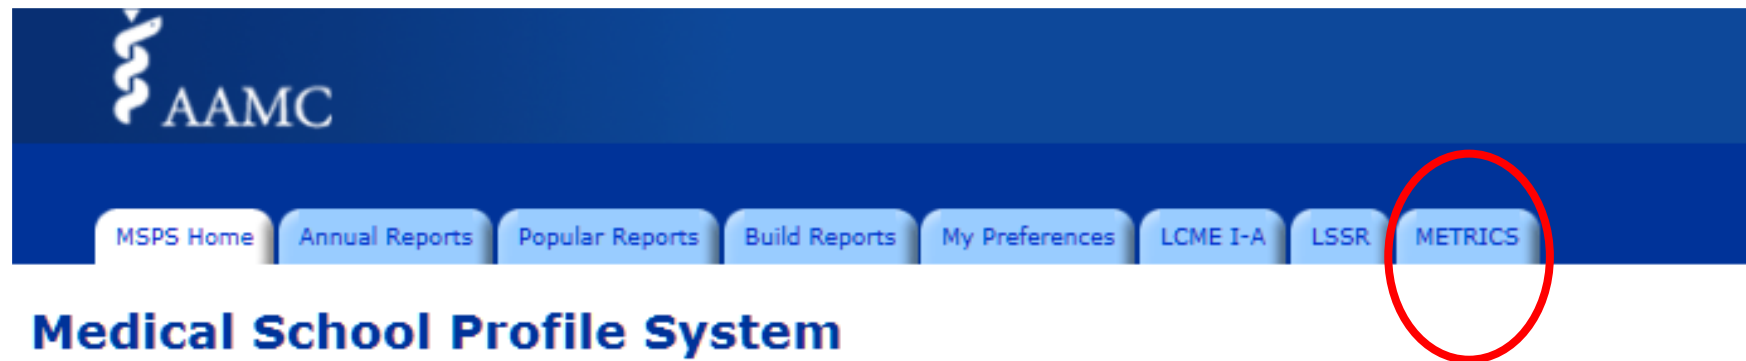 AAMC
MSPS Home Annual Reports Popular Reports Build Reports My Preferences LCME I-A LSSR METRICS
Medical School Profile System